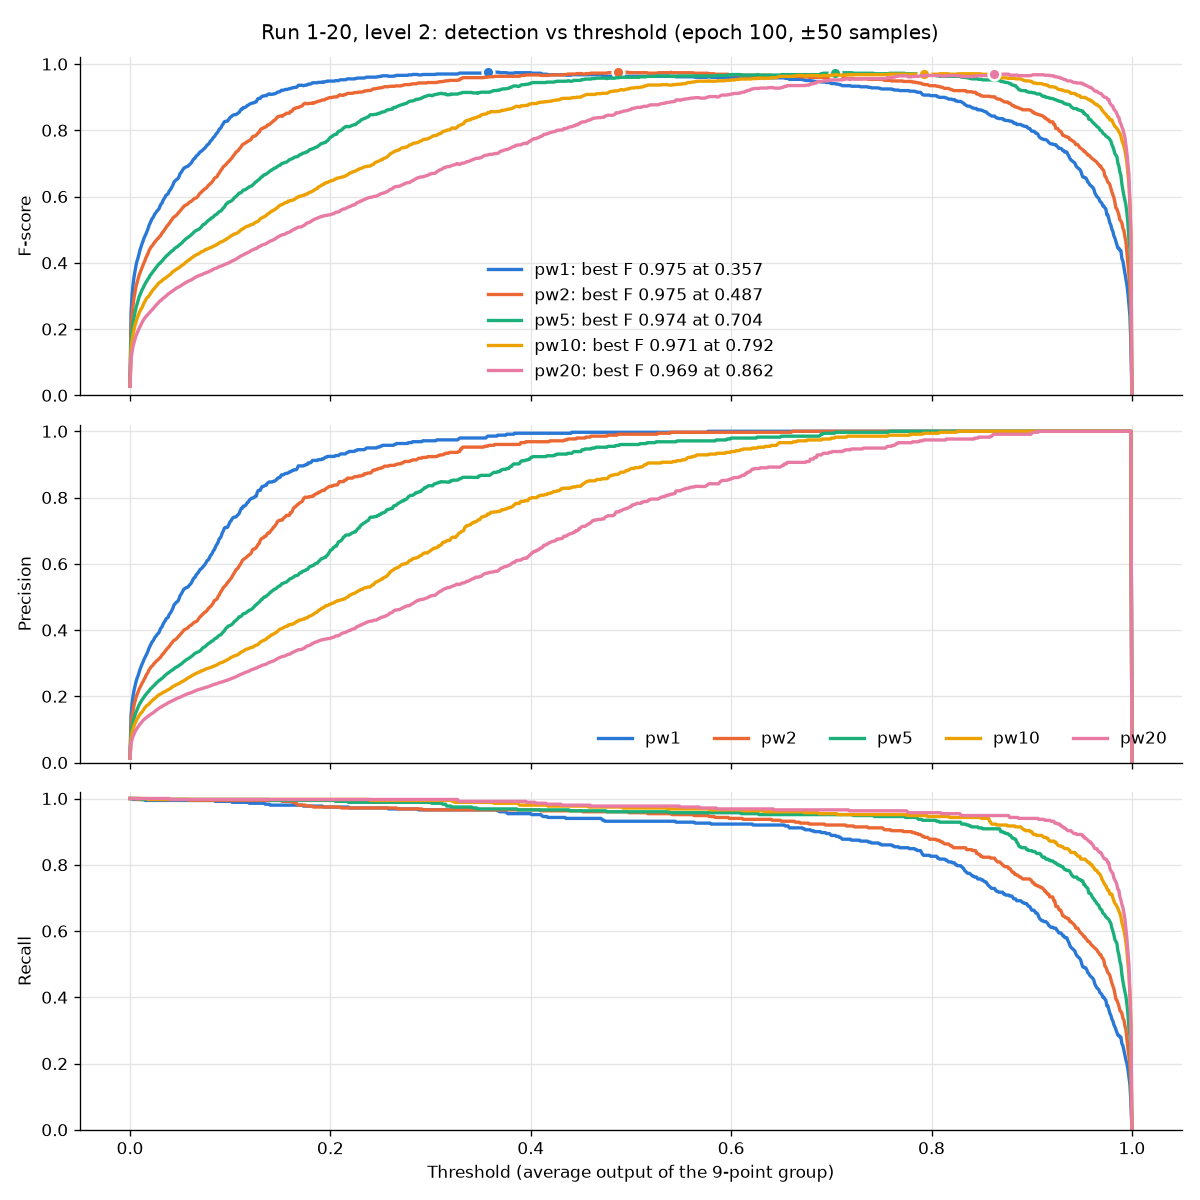 Run 1-20, level 2: detection vs threshold (epoch 100, ±50 samples)
1.0
0.8
0.6
0.4
0.2
0.0
F-score
pw1: best F 0.975 at 0.357
pw2: best F 0.975 at 0.487
pw5: best F 0.974 at 0.704
pw10: best F 0.971 at 0.792
pw20: best F 0.969 at 0.862
1.0
0.8
0.6
0.4
0.2
0.0
Precision
pw1 pw2 pw5 pw10 pw20
1.0
0.8
0.6
0.4
0.2
0.0
Recall
0.0 0.2 0.4 0.6 0.8 1.0
Threshold (average output of the 9-point group)